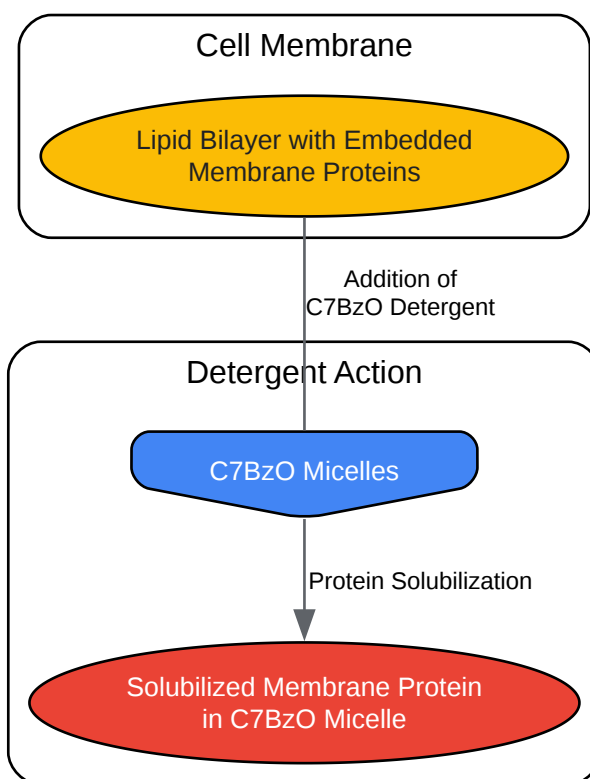 Cell Membrane
Lipid Bilayer with Embedded
Membrane Proteins
Addition of
C7BzO Detergent
Detergent Action
C7BzO Micelles
Protein Solubilization
Solubilized Membrane Protein
in C7BzO Micelle